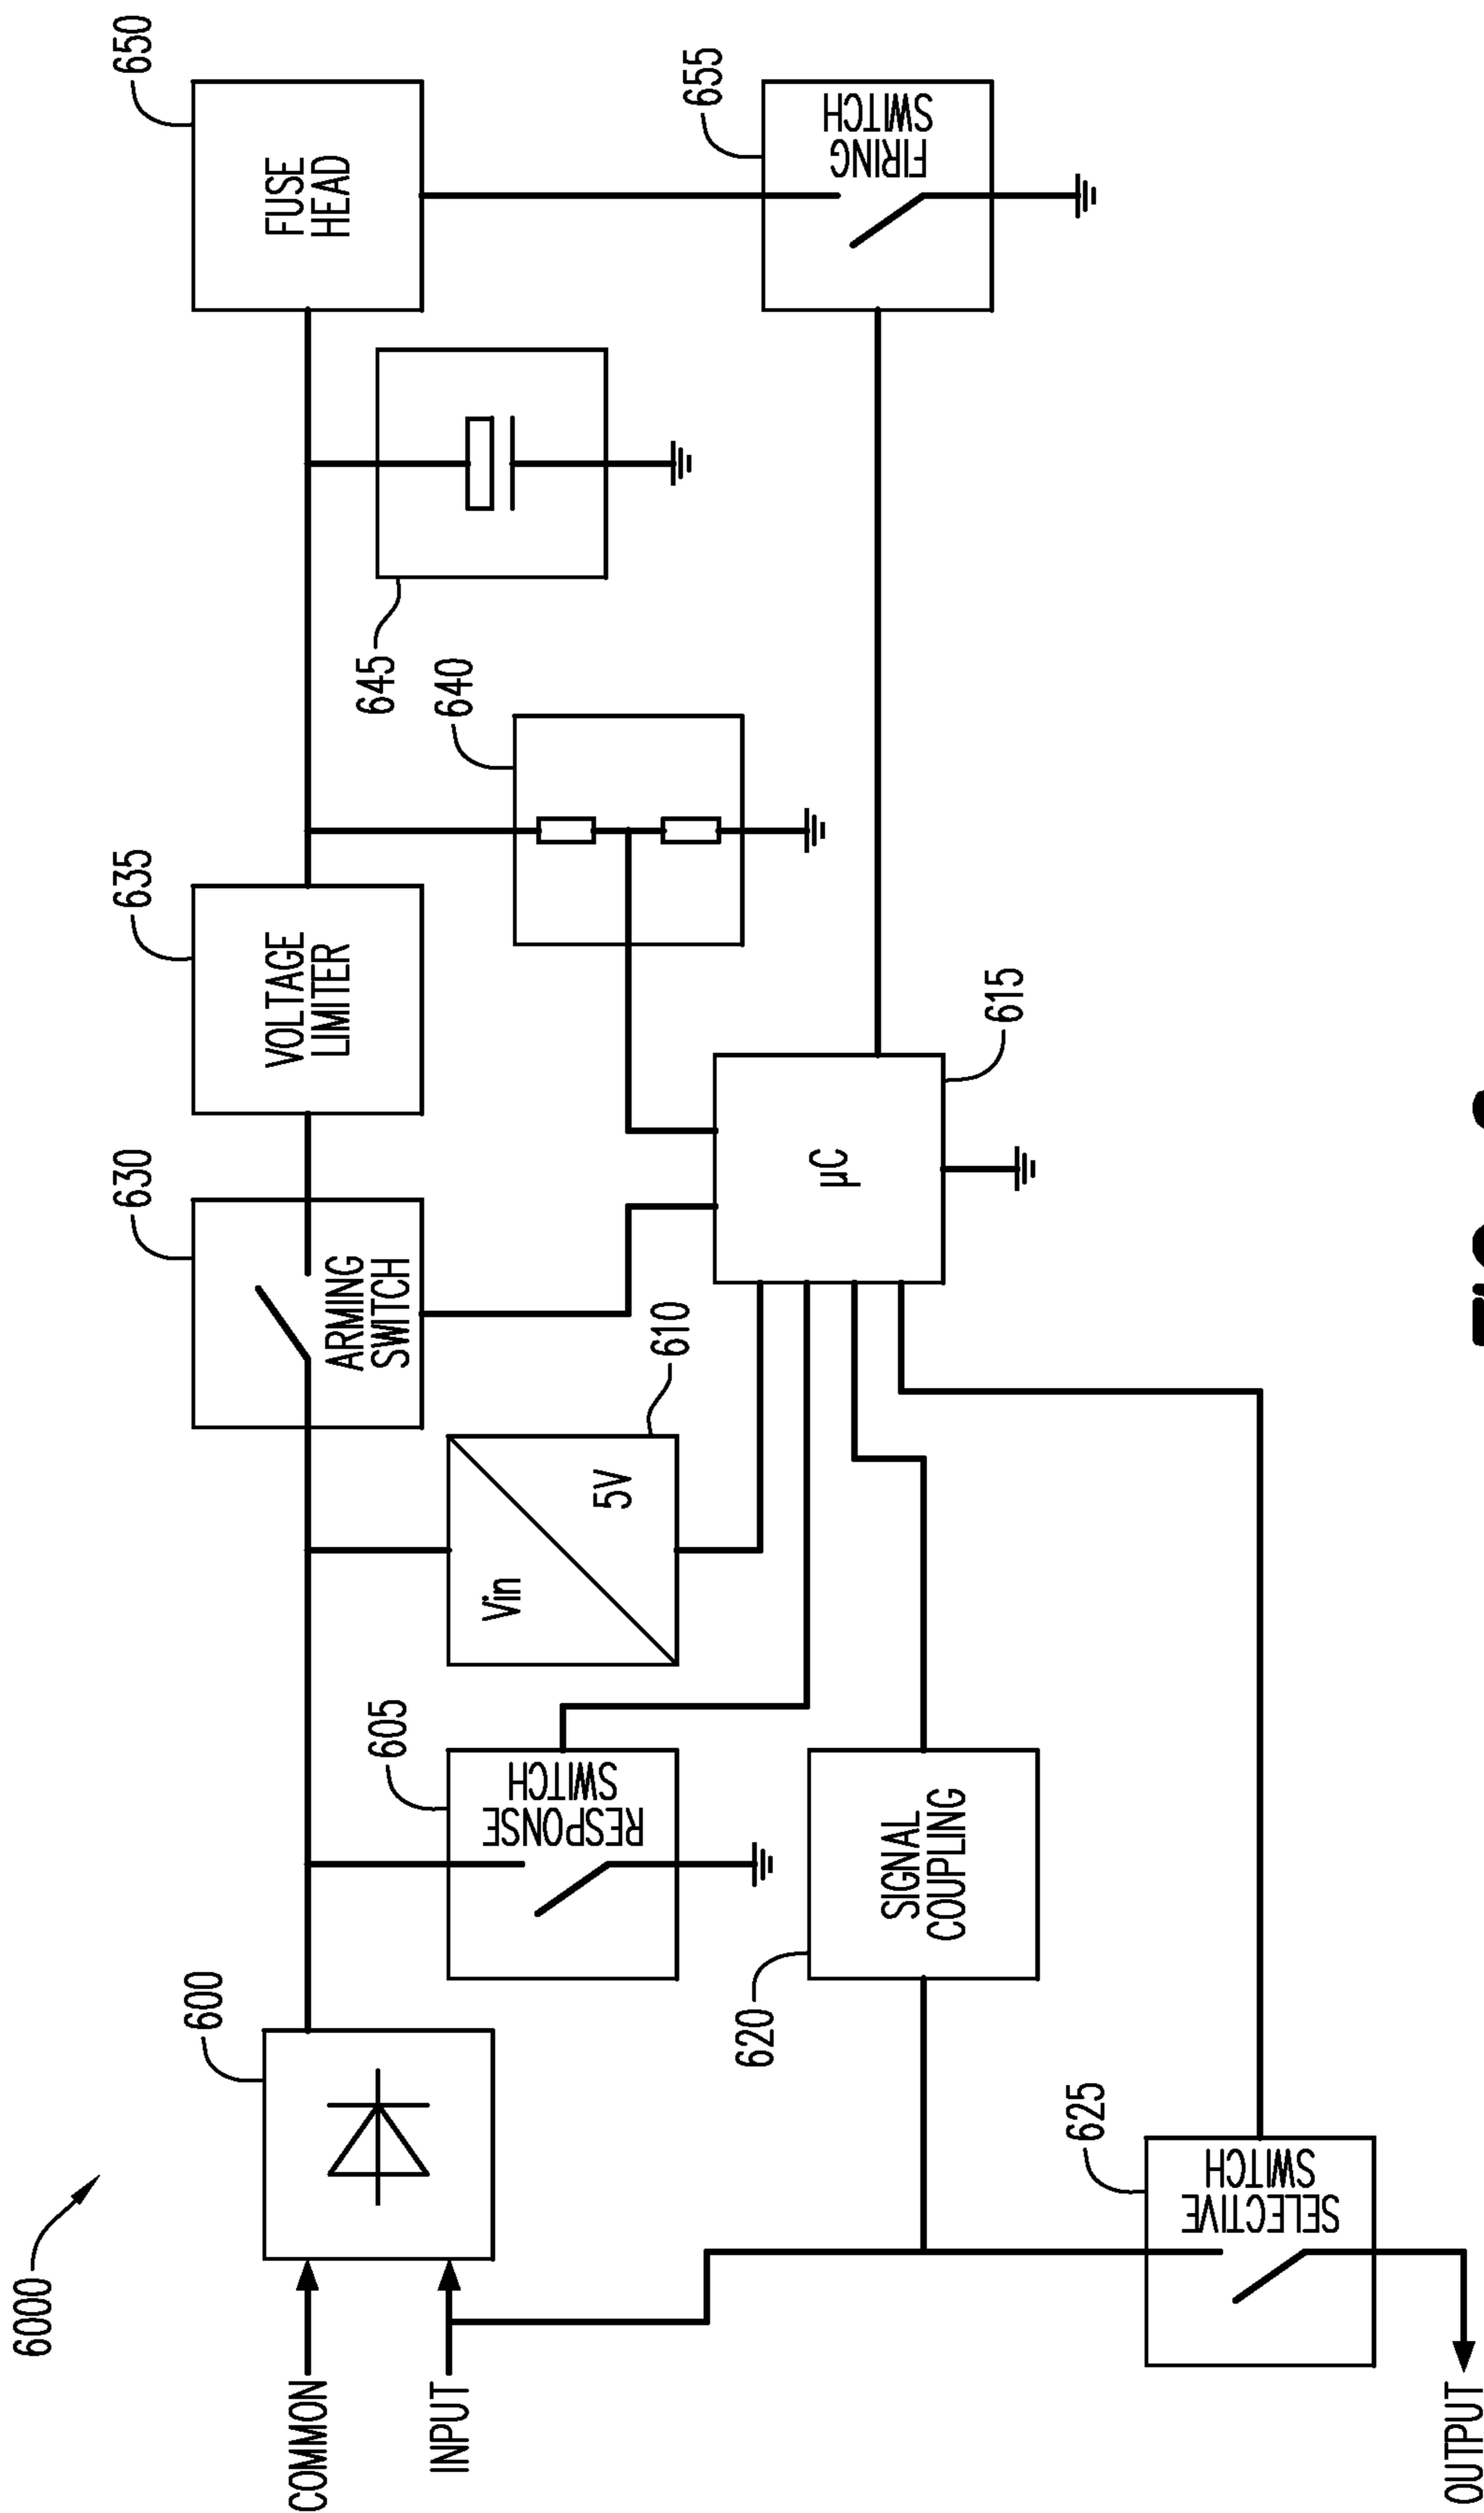 6000
COMMON
INPUT
OUTPUT
600
605
RESPONSE
SWITCH
Vin
5V
610
630
ARMING
SWITCH
635
VOLTAGE
LIMITER
650
FUSE
HEAD
645
640
655
FIRING
SWITCH
µC
615
620
SIGNAL
COUPLING
625
SELECTIVE
SWITCH